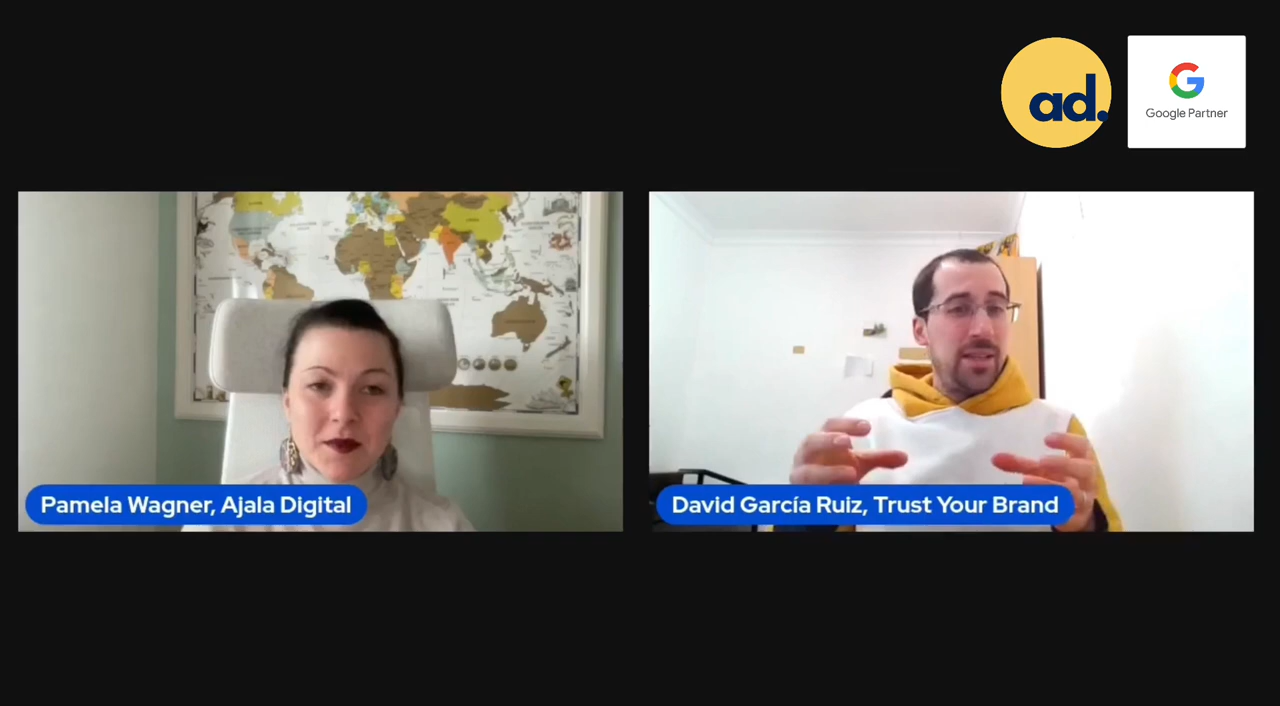 ad.
Google Partner
Pamela Wagner, Ajala Digital
David García Ruiz, Trust Your Brand